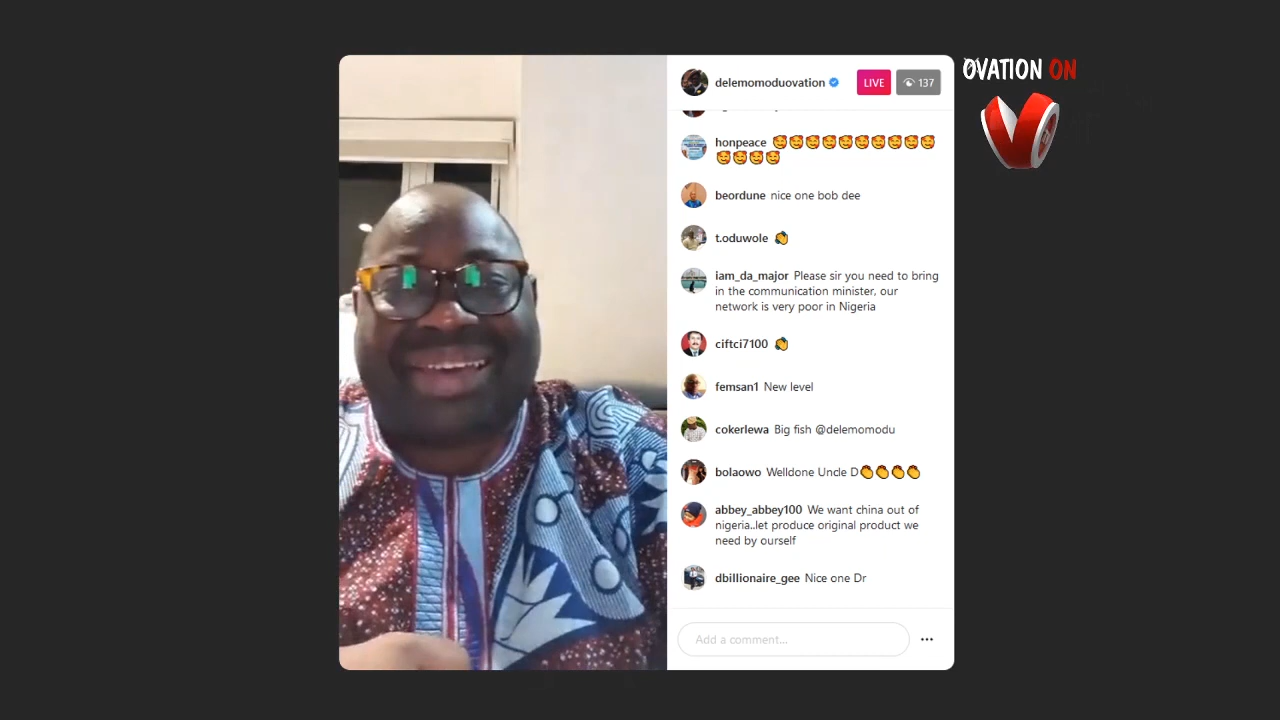 OVATION ON
delemomoduovation
LIVE
137
honpeace 🥰🥰🥰🥰🥰🥰🥰🥰🥰🥰
🥰🥰🥰🥰
beordune nice one bob dee
t.oduwole 👏
iam_da_major Please sir you need to bring
in the communication minister, our
network is very poor in Nigeria
ciftci7100 👏
femsan1 New level
cokerlewa Big fish @delemomodu
bolaowo Welldone Uncle D👏👏👏👏
abbey_abbey100 We want china out of
nigeria..let produce original product we
need by ourself
dbillionaire_gee Nice one Dr
Add a comment...